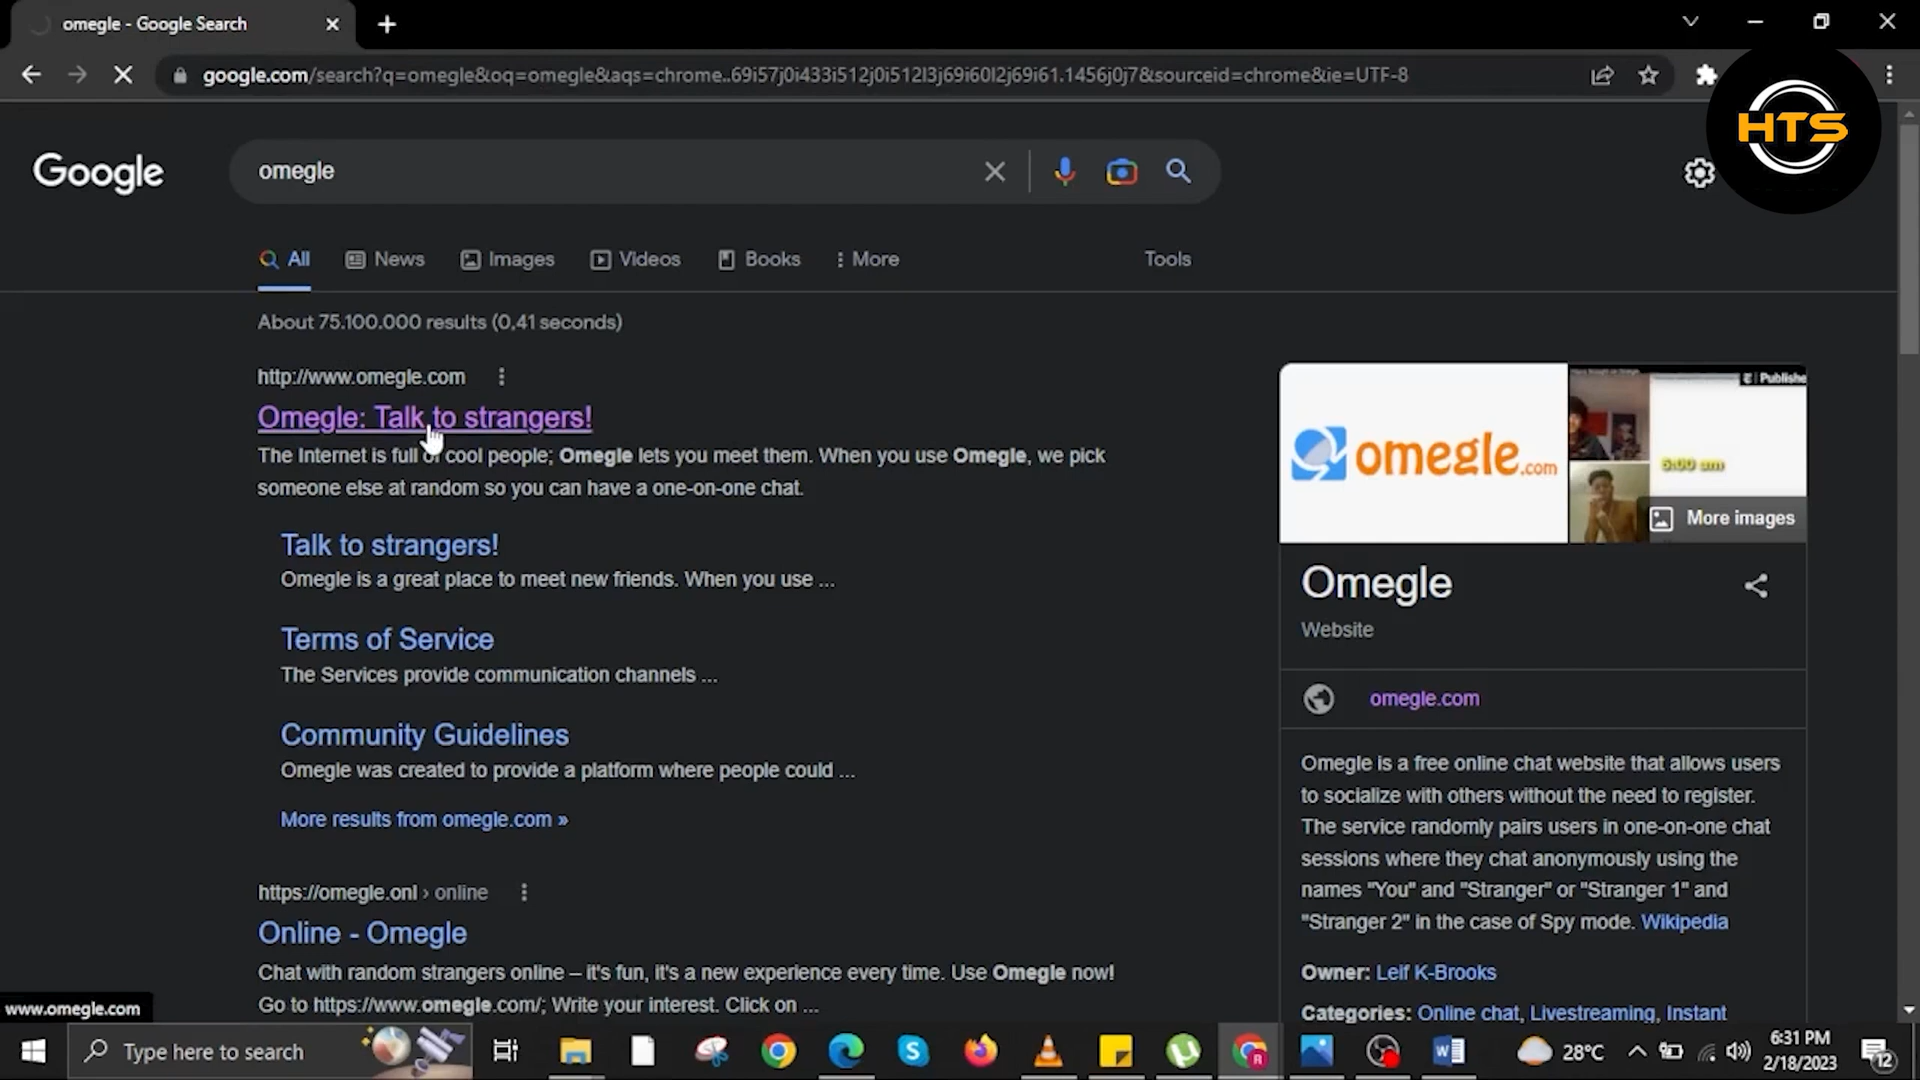 omegle - Google Search
google.com/search?q=omegle&oq=omegle&aqs=chrome..69i57j0i433i512j0i512l3j69i60l2j69i61.1456j0j7&sourceid=chrome&ie=UTF-8
HTS
Google
omegle
All
News
Images
Videos
Books
More
Tools
About 75.100.000 results (0,41 seconds)
http://www.omegle.com
Omegle: Talk to strangers!
The Internet is full of cool people; Omegle lets you meet them. When you use Omegle, we pick
someone else at random so you can have a one-on-one chat.
Talk to strangers!
Omegle is a great place to meet new friends. When you use ...
Terms of Service
The Services provide communication channels ...
Community Guidelines
Omegle was created to provide a platform where people could ...
More results from omegle.com »
https://omegle.onl › online
Online - Omegle
Chat with random strangers online – it's fun, it's a new experience every time. Use Omegle now!
Go to https://www.omegle.com/; Write your interest. Click on ...
omegle.com
Publishe
6:00 am
More images
Omegle
Website
omegle.com
Omegle is a free online chat website that allows users
to socialize with others without the need to register.
The service randomly pairs users in one-on-one chat
sessions where they chat anonymously using the
names "You" and "Stranger" or "Stranger 1" and
"Stranger 2" in the case of Spy mode. Wikipedia
Owner: Leif K-Brooks
Categories: Online chat, Livestreaming, Instant
www.omegle.com
Type here to search
28°C
6:31 PM
2/18/2023
12